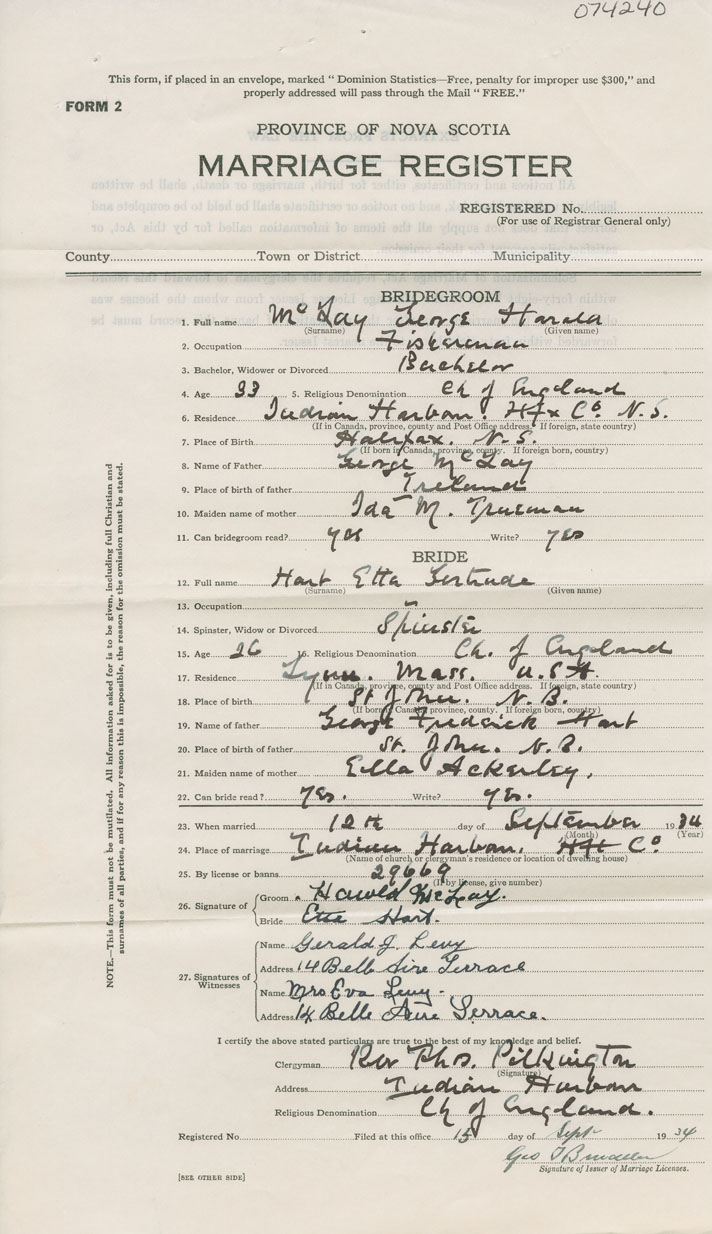 074240
This form, if placed in an envelope, marked "Dominion Statistics—Free, penalty for improper use $300," and
properly addressed will pass through the Mail "FREE."
FORM 2
PROVINCE OF NOVA SCOTIA
MARRIAGE REGISTER
REGISTERED No.
(For use of Registrar General only)
County Town or District Municipality
BRIDEGROOM
1. Full name McLay George Harold
(Surname) (Given name)
2. Occupation Fisherman
3. Bachelor, Widower or Divorced Bachelor
4. Age 33 5. Religious Denomination Ch of England
6. Residence Indian Harbour. Hfx Co. N.S.
(If in Canada, province, county and Post Office address. If foreign, state country)
7. Place of Birth Halifax. N.S.
(If born in Canada, province, county. If foreign born, country)
8. Name of Father George McLay
9. Place of birth of father Ireland
10. Maiden name of mother Ida M. Trueman
11. Can bridegroom read? yes Write? yes
BRIDE
12. Full name Hart Etta Gertrude
(Surname) (Given name)
13. Occupation
14. Spinster, Widow or Divorced Spinster
15. Age 26 16. Religious Denomination Ch. of England
17. Residence Lynn. Mass. U.S.A.
(If in Canada, province, county and Post Office address. If foreign, state country)
18. Place of birth St John. N.B.
(If born in Canada, province, county. If foreign born, country)
19. Name of father George Fredrick Hart
20. Place of birth of father St. John. N.B.
21. Maiden name of mother Ella Ackerley.
22. Can bride read? Yes. Write? yes.
23. When married 12th day of September 1934
(Month) (Year)
24. Place of marriage Indian Harbour. Hfx Co
(Name of church or clergyman's residence or location of dwelling house)
25. By license or banns 29669
(If by license, give number)
26. Signature of Groom Harold McLay.
Bride Etta Hart.
27. Signatures of Witnesses
Name Gerald J. Levy
Address 14 Belle Aire Terrace
Name Mrs Eva Levy.
Address 14 Belle Aire Terrace.
I certify the above stated particulars are true to the best of my knowledge and belief.
Clergyman Rev Thos. Pilkington
(Signature)
Address Indian Harbour
Religious Denomination Ch of England.
Registered No. Filed at this office 15 day of Sept 1934
Geo T
Signature of Issuer of Marriage Licenses.
[SEE OTHER SIDE]
NOTE.—This form must not be mutilated. All information asked for is to be given, including full Christian and
surnames of all parties, and if for any reason this is impossible, the reason for the omission must be stated.